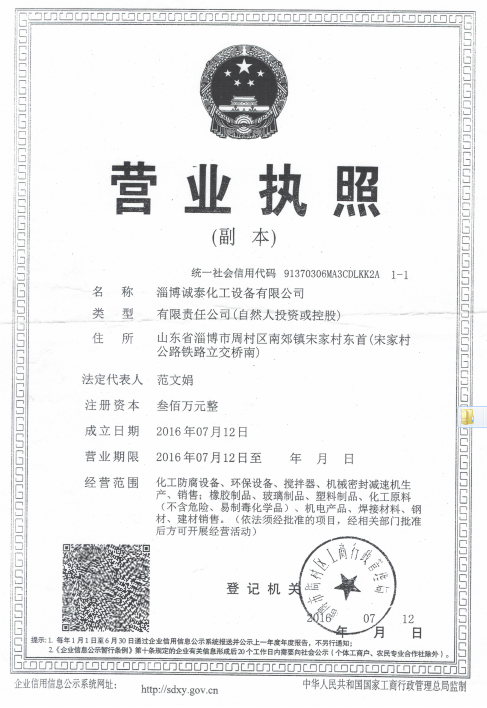 营业执照
(副 本)
统一社会信用代码 91370306MA3CDLKK2A 1-1
名 称 淄博诚泰化工设备有限公司
类 型 有限责任公司(自然人投资或控股)
住 所 山东省淄博市周村区南郊镇宋家村东首(宋家村
公路铁路立交桥南)
法定代表人 范文娟
注册资本 叁佰万元整
成立日期 2016年07月12日
营业期限 2016年07月12日至 年 月 日
经营范围 化工防腐设备、环保设备、搅拌器、机械密封减速机生
产、销售；橡胶制品、玻璃制品、塑料制品、化工原料
（不含危险、易制毒化学品）、机电产品、焊接材料、钢
材、建材销售。（依法须经批准的项目，经相关部门批准
后方可开展经营活动）
登记机关
市周村区工商行政管理局
2016 07 12
年 月 日
提示：1. 每年1月1日至6月30日通过企业信用信息公示系统报送并公示上一年度年度报告，不另行通知；
2.《企业信息公示暂行条例》第十条规定的企业有关信息形成后20个工作日内需要向社会公示（个体工商户、农民专业合作社除外）。
企业信用信息公示系统网址： http://sdxy.gov.cn 中华人民共和国国家工商行政管理总局监制